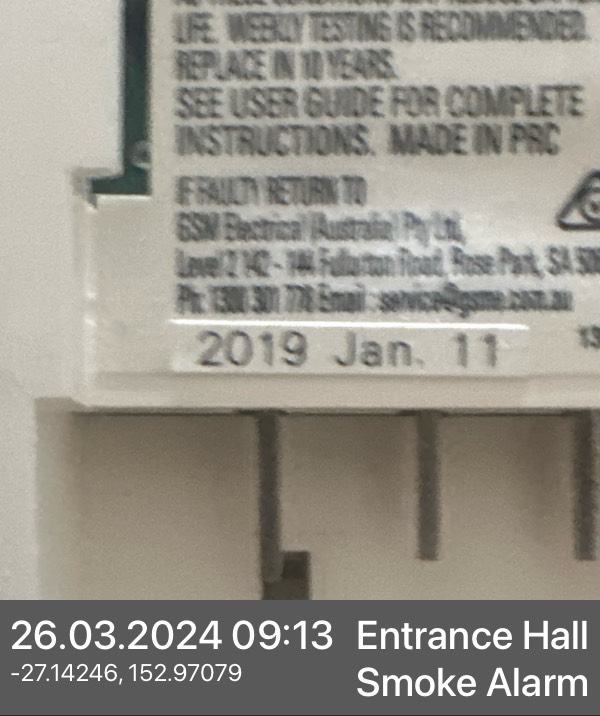 LIFE. WEEKLY TESTING IS RECOMMENDED.
REPLACE IN 10 YEARS.
SEE USER GUIDE FOR COMPLETE
INSTRUCTIONS. MADE IN PRC
IF FAULTY RETURN TO
GSM Electrical (Australia) Pty Ltd,
Level 2 142 - 144 Fullarton Road, Rose Park, SA
Ph: 1300 301 778 Email : service@gsme.com.au
2019 Jan. 11
26.03.2024 09:13
-27.14246, 152.97079
Entrance Hall
Smoke Alarm